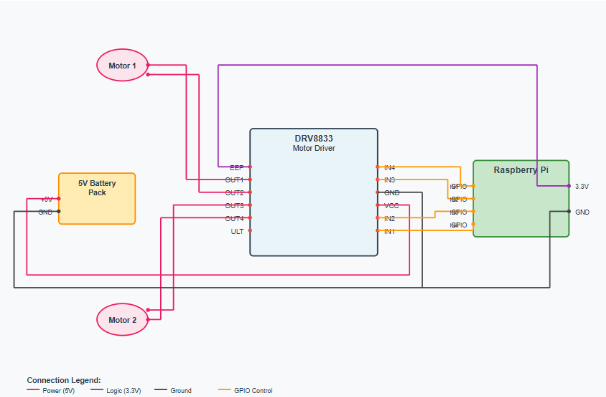 Motor 1
DRV8833
Motor Driver
5V Battery
Pack
+5V
GND
EEP
OUT1
OUT2
OUT3
OUT4
ULT
IN4
IN3
GND
VCC
IN2
IN1
Raspberry Pi
GPIO
GPIO
GPIO
GPIO
3.3V
GND
Motor 2
Connection Legend:
Power (5V)
Logic (3.3V)
Ground
GPIO Control